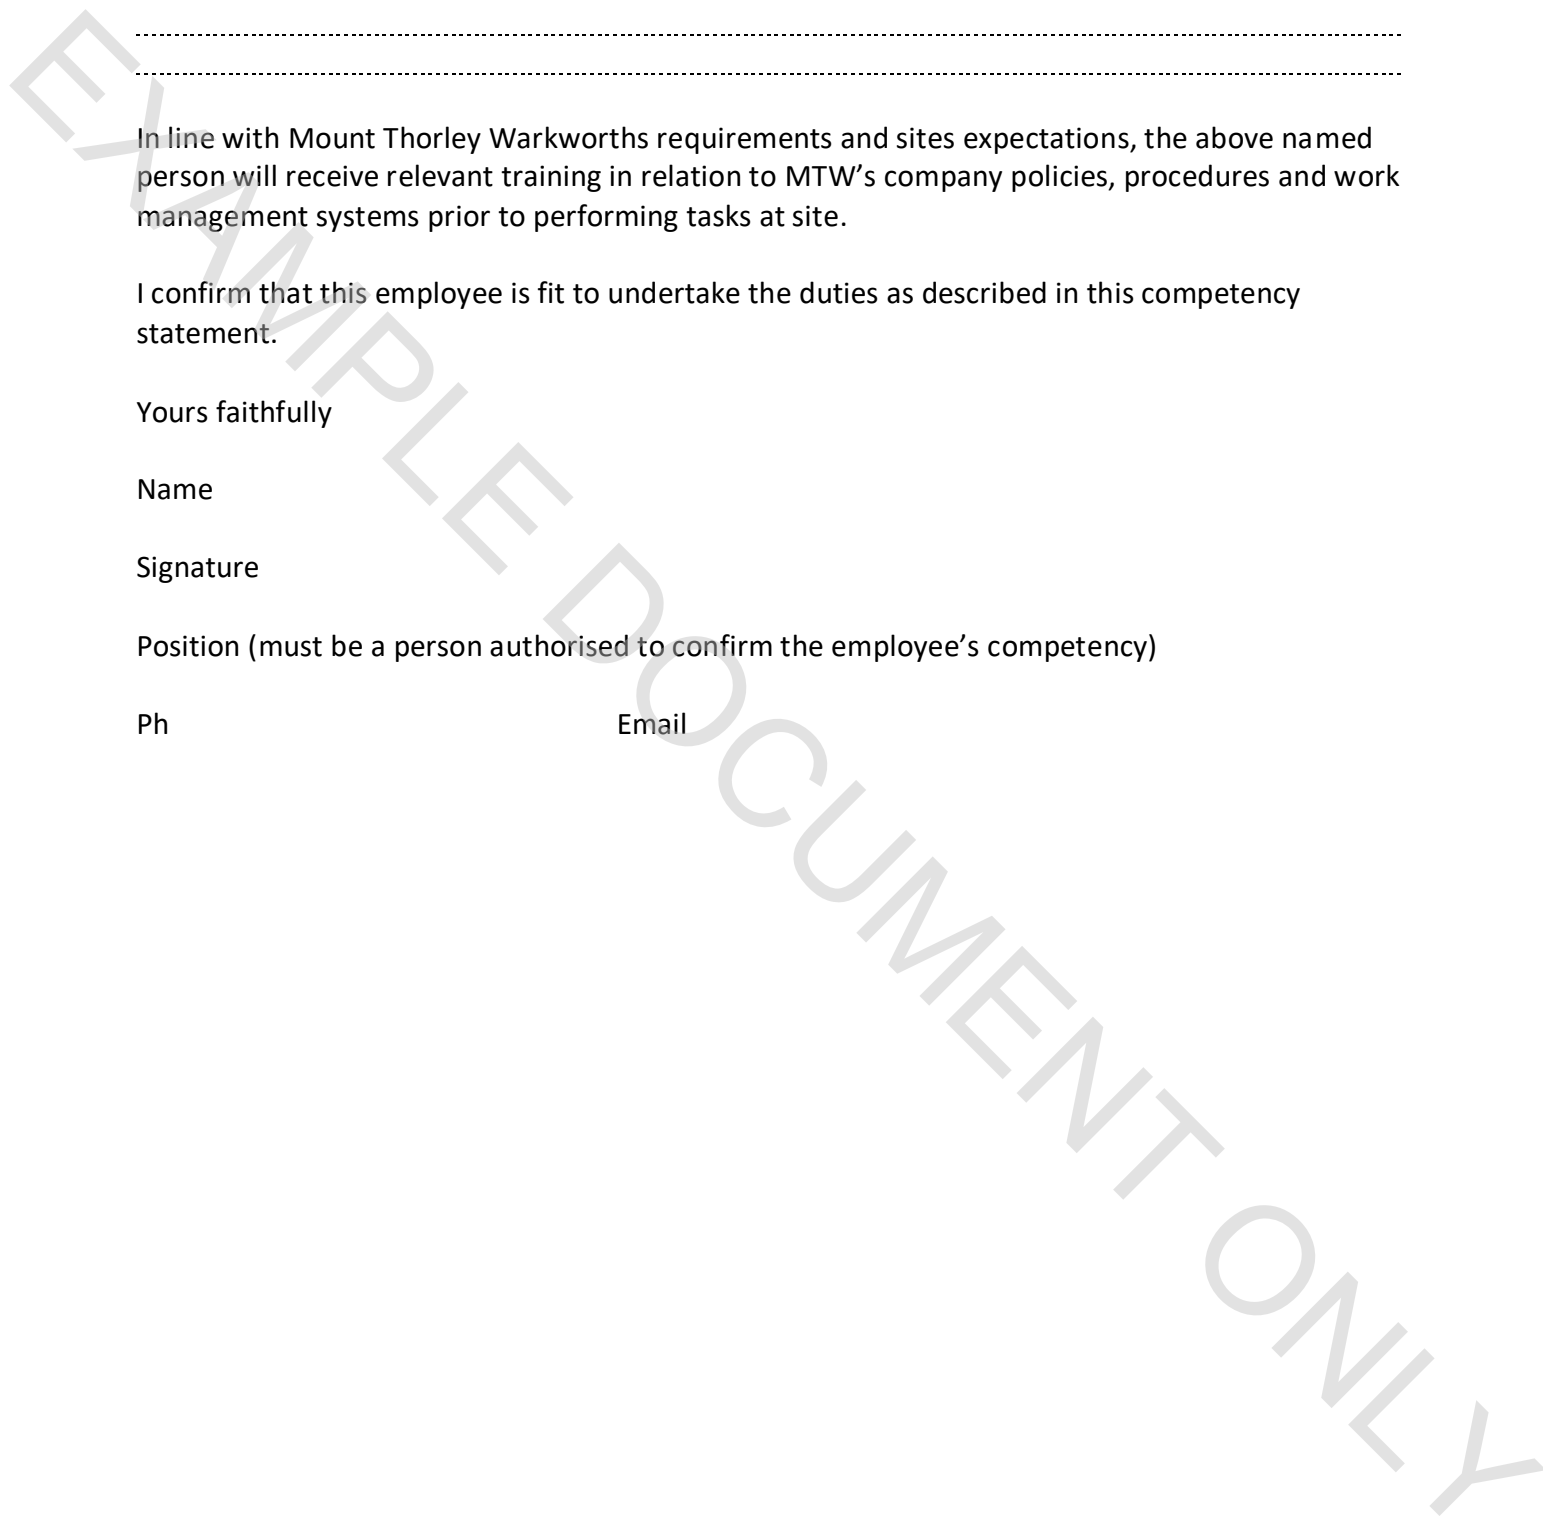 In line with Mount Thorley Warkworths requirements and sites expectations, the above named
person will receive relevant training in relation to MTW’s company policies, procedures and work
management systems prior to performing tasks at site.
I confirm that this employee is fit to undertake the duties as described in this competency
statement.
Yours faithfully
Name
Signature
Position (must be a person authorised to confirm the employee’s competency)
Ph Email
EXAMPLE DOCUMENT ONLY